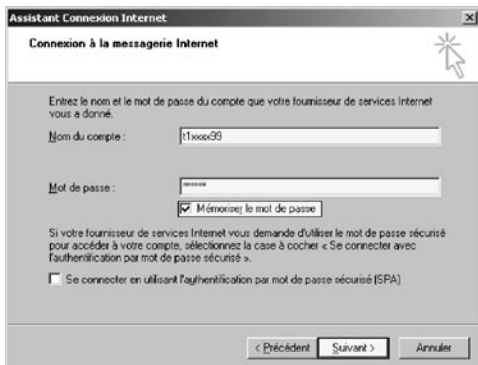 Assistant Connexion Internet
Connexion à la messagerie Internet
Entrez le nom et le mot de passe du compte que votre fournisseur de services Internet
vous a donné.
Nom du compte :
t1xxxx99
Mot de passe :
Mémoriser le mot de passe
Si votre fournisseur de services Internet vous demande d'utiliser le mot de passe sécurisé
pour accéder à votre compte, sélectionnez la case à cocher « Se connecter avec
l'authentification par mot de passe sécurisé ».
Se connecter en utilisant l'authentification par mot de passe sécurisé (SPA)
< Précédent Suivant > Annuler